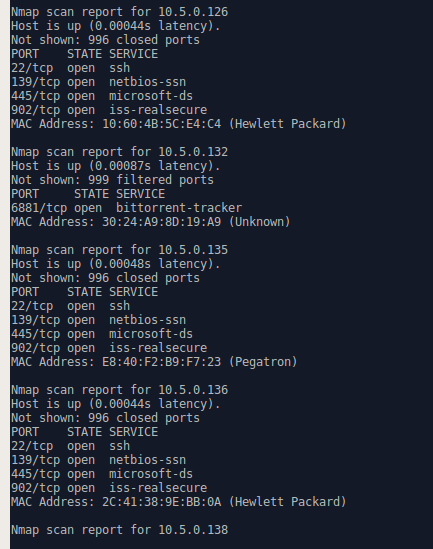 Nmap scan report for 10.5.0.126
Host is up (0.00044s latency).
Not shown: 996 closed ports
PORT    STATE SERVICE
22/tcp  open  ssh
139/tcp open  netbios-ssn
445/tcp open  microsoft-ds
902/tcp open  iss-realsecure
MAC Address: 10:60:4B:5C:E4:C4 (Hewlett Packard)

Nmap scan report for 10.5.0.132
Host is up (0.00087s latency).
Not shown: 999 filtered ports
PORT     STATE SERVICE
6881/tcp open  bittorrent-tracker
MAC Address: 30:24:A9:8D:19:A9 (Unknown)

Nmap scan report for 10.5.0.135
Host is up (0.00048s latency).
Not shown: 996 closed ports
PORT    STATE SERVICE
22/tcp  open  ssh
139/tcp open  netbios-ssn
445/tcp open  microsoft-ds
902/tcp open  iss-realsecure
MAC Address: E8:40:F2:B9:F7:23 (Pegatron)

Nmap scan report for 10.5.0.136
Host is up (0.00044s latency).
Not shown: 996 closed ports
PORT    STATE SERVICE
22/tcp  open  ssh
139/tcp open  netbios-ssn
445/tcp open  microsoft-ds
902/tcp open  iss-realsecure
MAC Address: 2C:41:38:9E:BB:0A (Hewlett Packard)

Nmap scan report for 10.5.0.138